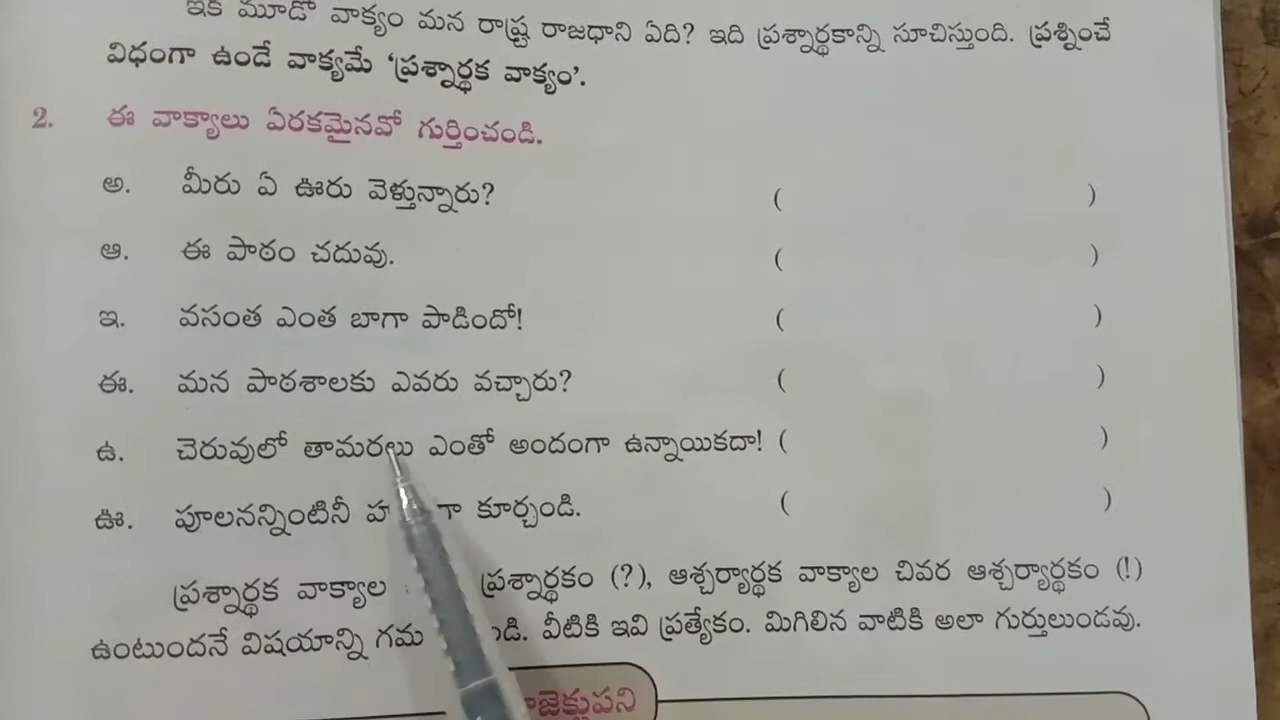 ఇక మూడో వాక్యం మన రాష్ట్ర రాజధాని ఏది? ఇది ప్రశ్నార్థకాన్ని సూచిస్తుంది. ప్రశ్నించే
విధంగా ఉండే వాక్యమే ‘ప్రశ్నార్థక వాక్యం’.
2. ఈ వాక్యాలు ఏరకమైనవో గుర్తించండి.
అ. మీరు ఏ ఊరు వెళ్తున్నారు? ( )
ఆ. ఈ పాఠం చదువు. ( )
ఇ. వసంత ఎంత బాగా పాడిందో! ( )
ఈ. మన పాఠశాలకు ఎవరు వచ్చారు? ( )
ఉ. చెరువులో తామరలు ఎంతో అందంగా ఉన్నాయికదా! ( )
ఊ. పూలనన్నింటినీ కూర్చండి. ( )
ప్రశ్నార్థక వాక్యాల ప్రశ్నార్థకం (?), ఆశ్చర్యార్థక వాక్యాల చివర ఆశ్చర్యార్థకం (!)
ఉంటుందనే విషయాన్ని వీటికి ఇవి ప్రత్యేకం. మిగిలిన వాటికి అలా గుర్తులుండవు.